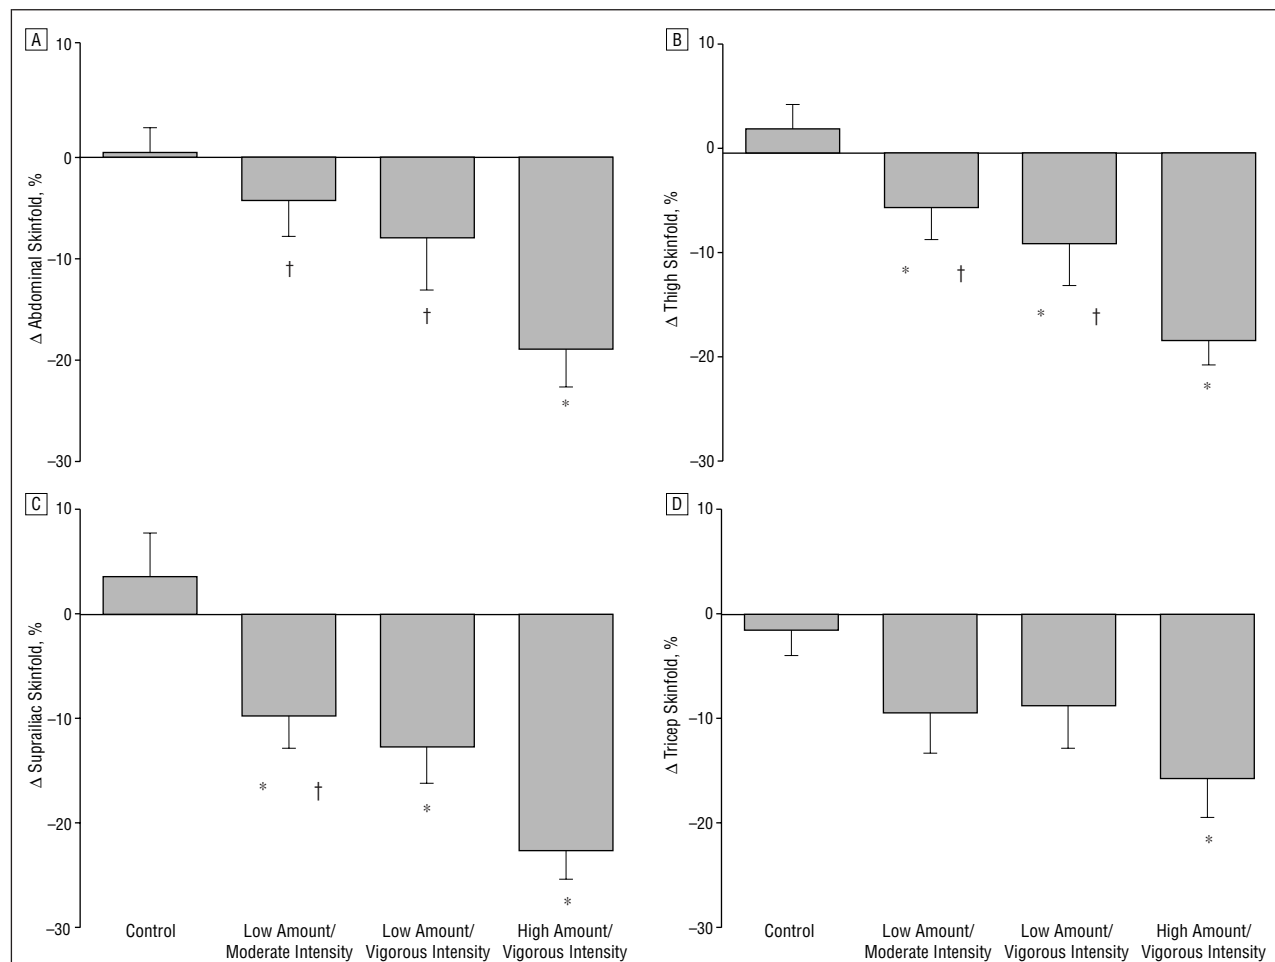 A
10
0
–10
–20
–30
Δ Abdominal Skinfold, %
†
†
*
B
10
0
–10
–20
–30
Δ Thigh Skinfold, %
* †
* †
*
C
10
0
–10
–20
–30
Δ Suprailiac Skinfold, %
* †
*
*
Control
Low Amount/
Moderate Intensity
Low Amount/
Vigorous Intensity
High Amount/
Vigorous Intensity
D
10
0
–10
–20
–30
Δ Tricep Skinfold, %
*
Control
Low Amount/
Moderate Intensity
Low Amount/
Vigorous Intensity
High Amount/
Vigorous Intensity